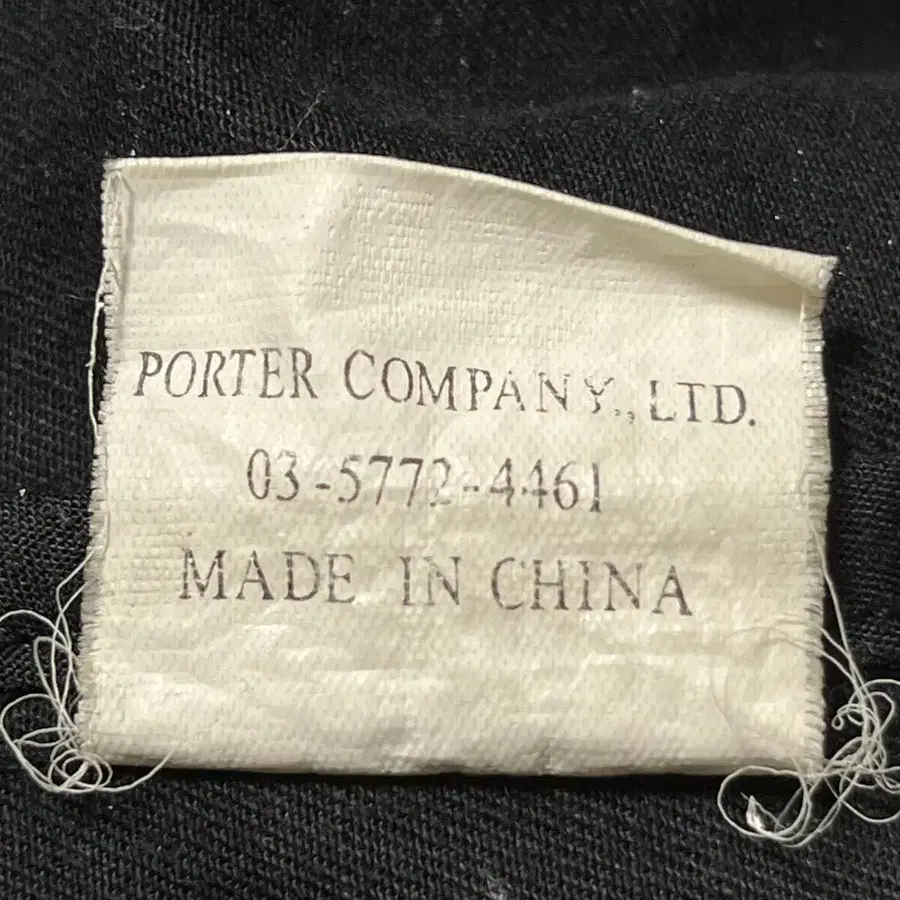 PORTER COMPANY., LTD.
03-5772-4461
MADE IN CHINA